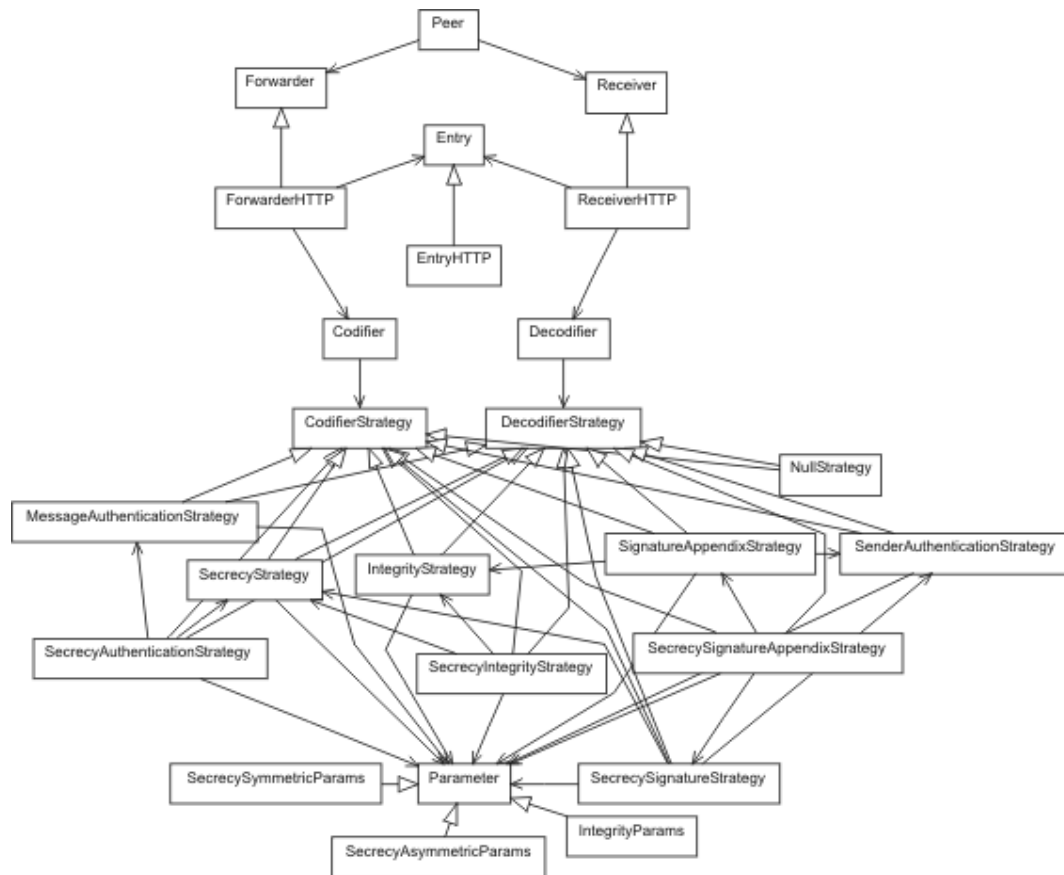 Peer
Forwarder
Receiver
Entry
ForwarderHTTP
ReceiverHTTP
EntryHTTP
Codifier
Decodifier
CodifierStrategy
DecodifierStrategy
NullStrategy
MessageAuthenticationStrategy
SignatureAppendixStrategy
SenderAuthenticationStrategy
SecrecyStrategy
IntegrityStrategy
SecrecyAuthenticationStrategy
SecrecyIntegrityStrategy
SecrecySignatureAppendixStrategy
SecrecySymmetricParams
Parameter
SecrecySignatureStrategy
IntegrityParams
SecrecyAsymmetricParams